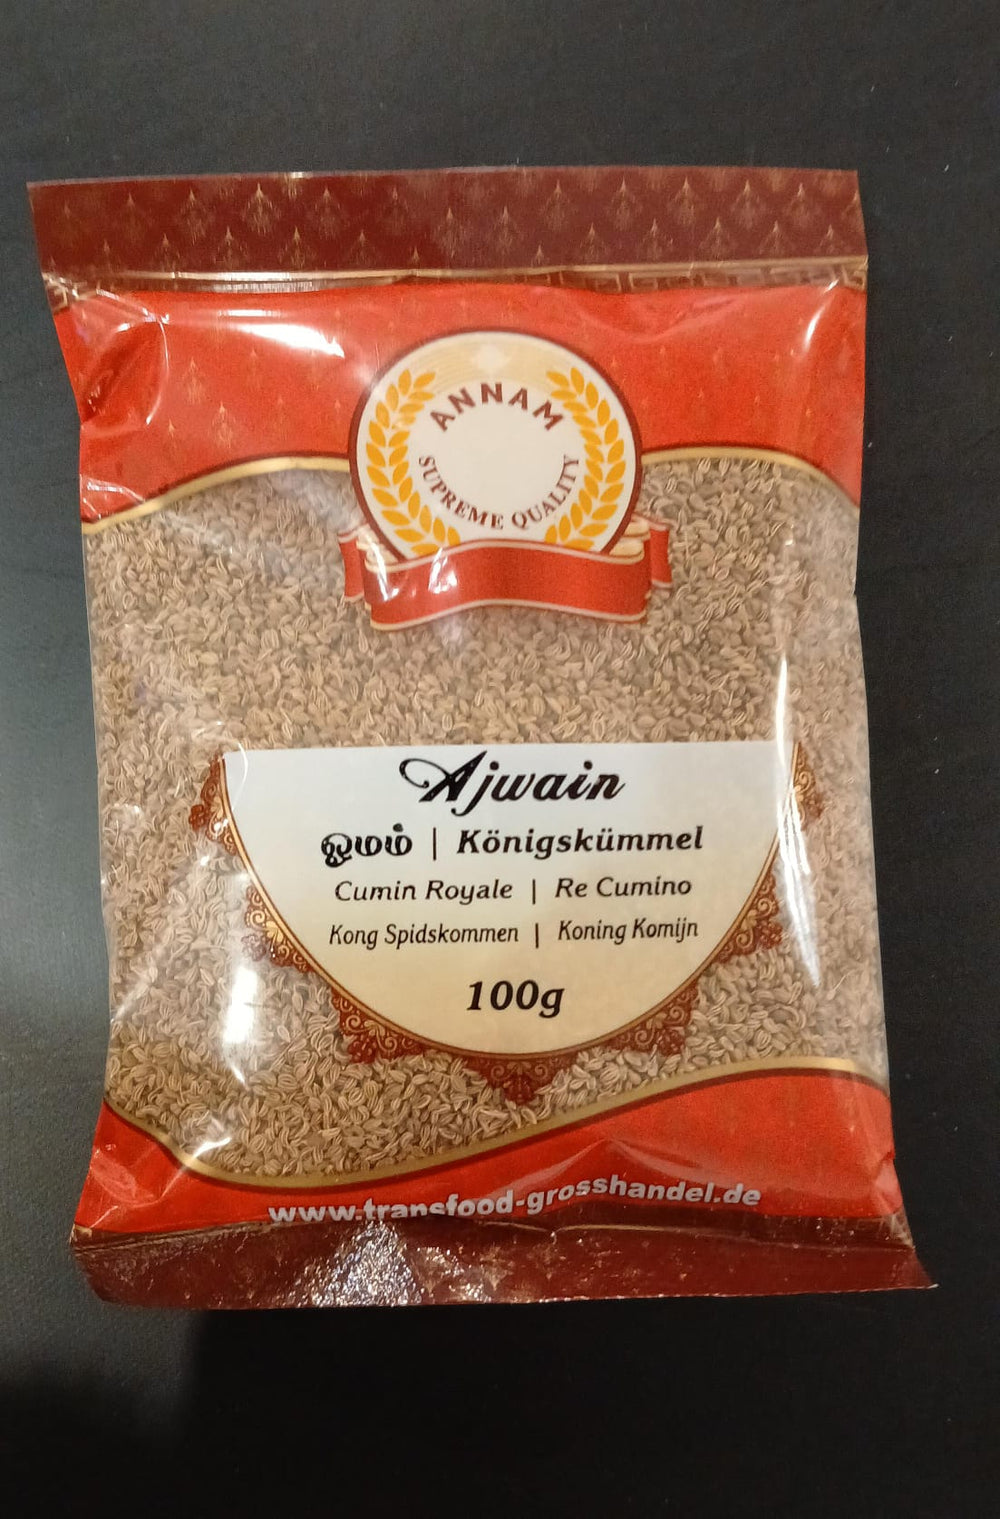 ANNAM
SUPREME QUALITY
Ajwain
ஓமம் | Königskümmel
Cumin Royale | Re Cumino
Kong Spidskommen | Koning Komijn
100g
www.transfood-grosshandel.de